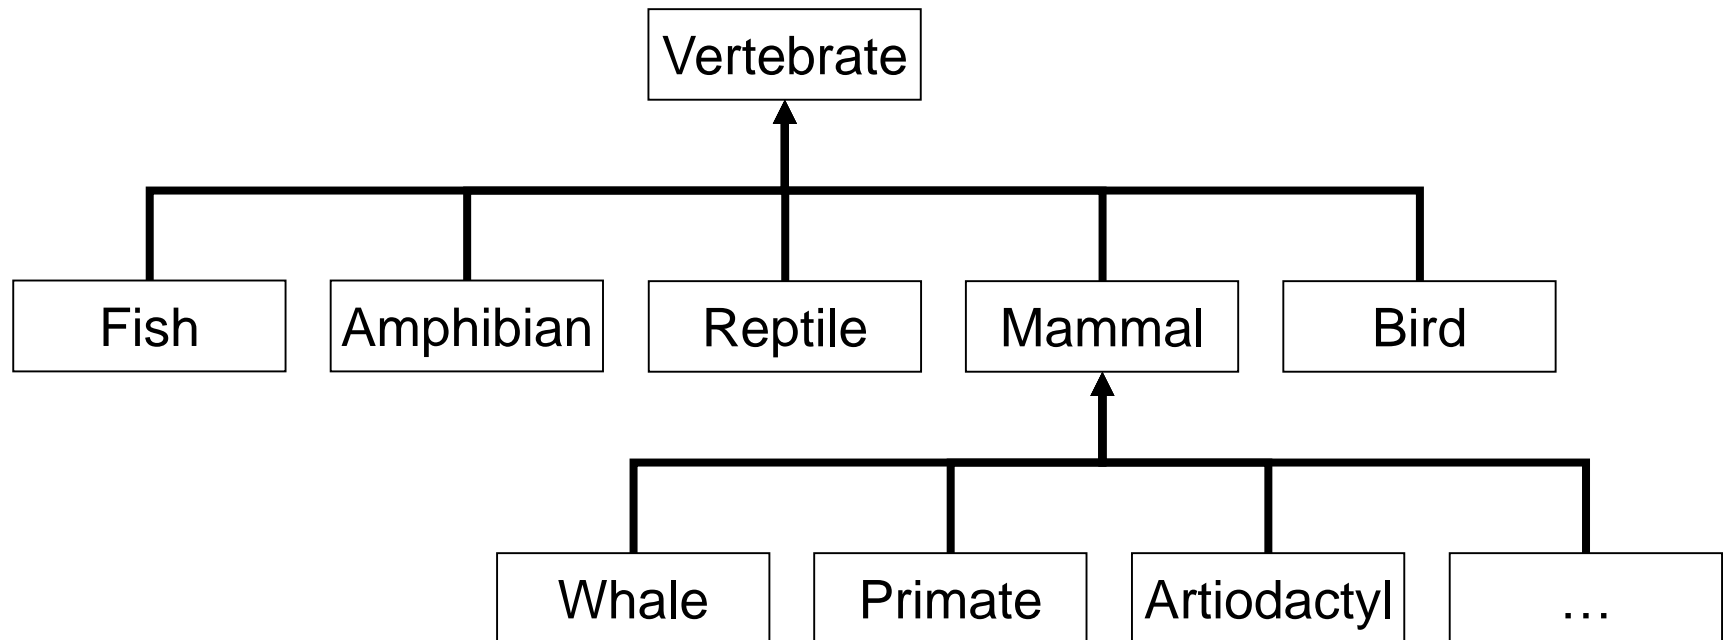 Vertebrate
Fish
Amphibian
Reptile
Mammal
Bird
Whale
Primate
Artiodactyl
…